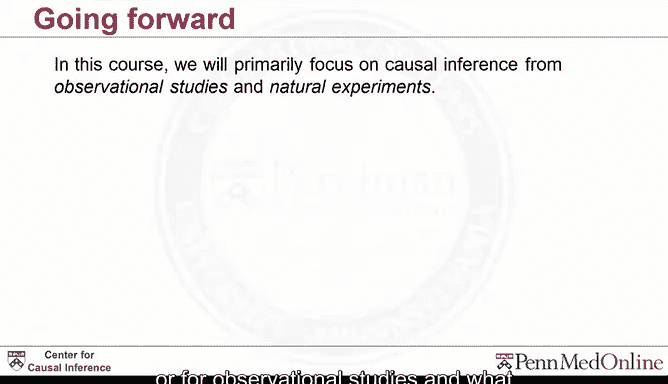 Going forward
In this course, we will primarily focus on causal inference from
observational studies and natural experiments.
Center for
Causal Inference
PennMedOnline
or for observational studies and what